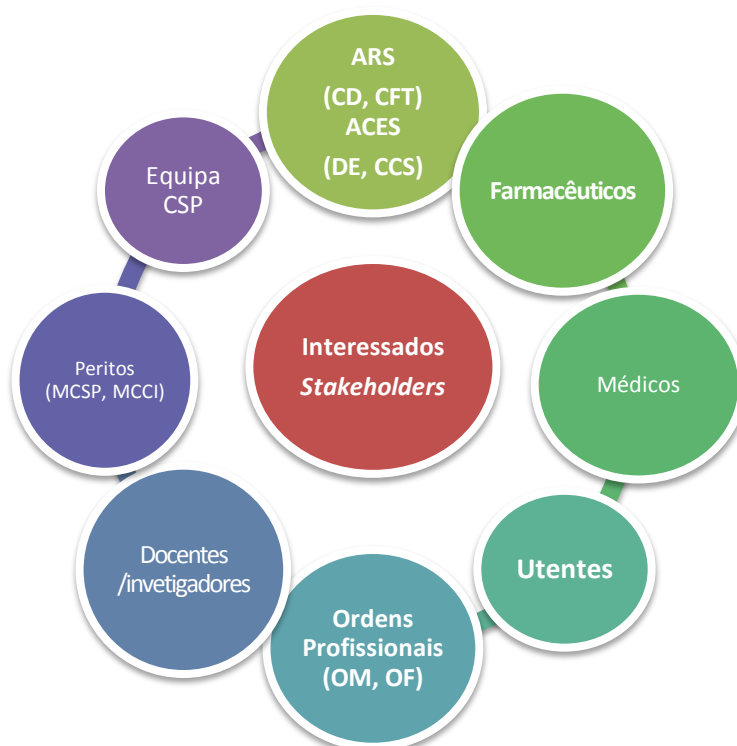 ARS
(CD, CFT)
ACES
(DE, CCS)
Farmacêuticos
Médicos
Utentes
Ordens
Profissionais
(OM, OF)
Docentes
/invetigadores
Peritos
(MCSP, MCCI)
Equipa
CSP
Interessados
Stakeholders